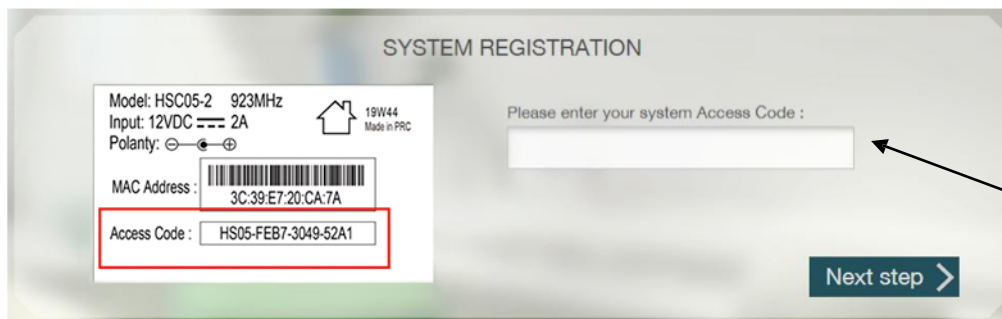 SYSTEM REGISTRATION
Model: HSC05-2 923MHz
Input: 12VDC 2A
Polanty:
19W44
Made in PRC
MAC Address :
3C:39:E7:20:CA:7A
Access Code : HS05-FEB7-3049-52A1
Please enter your system Access Code :
Next step